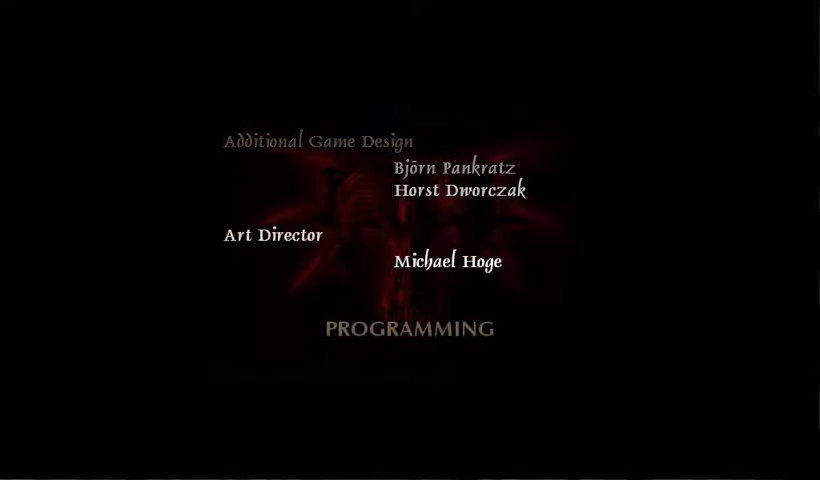 Additional Game Design
Björn Pankratz
Horst Dworczak
Art Director
Michael Hoge
PROGRAMMING